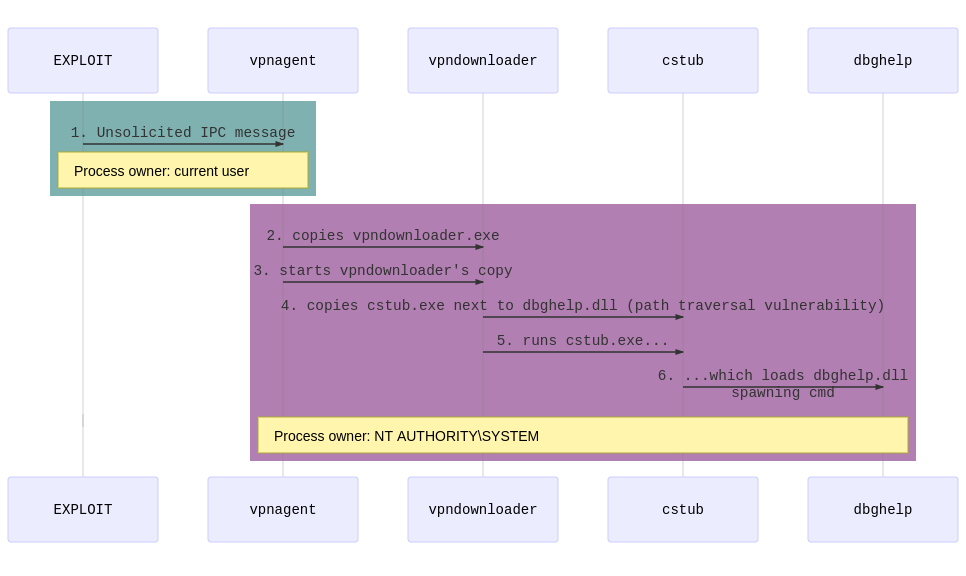 EXPLOIT
vpnagent
vpndownloader
cstub
dbghelp
1. Unsolicited IPC message
Process owner: current user
2. copies vpndownloader.exe
3. starts vpndownloader's copy
4. copies cstub.exe next to dbghelp.dll (path traversal vulnerability)
5. runs cstub.exe...
6. ...which loads dbghelp.dll
spawning cmd
Process owner: NT AUTHORITY\SYSTEM
EXPLOIT
vpnagent
vpndownloader
cstub
dbghelp